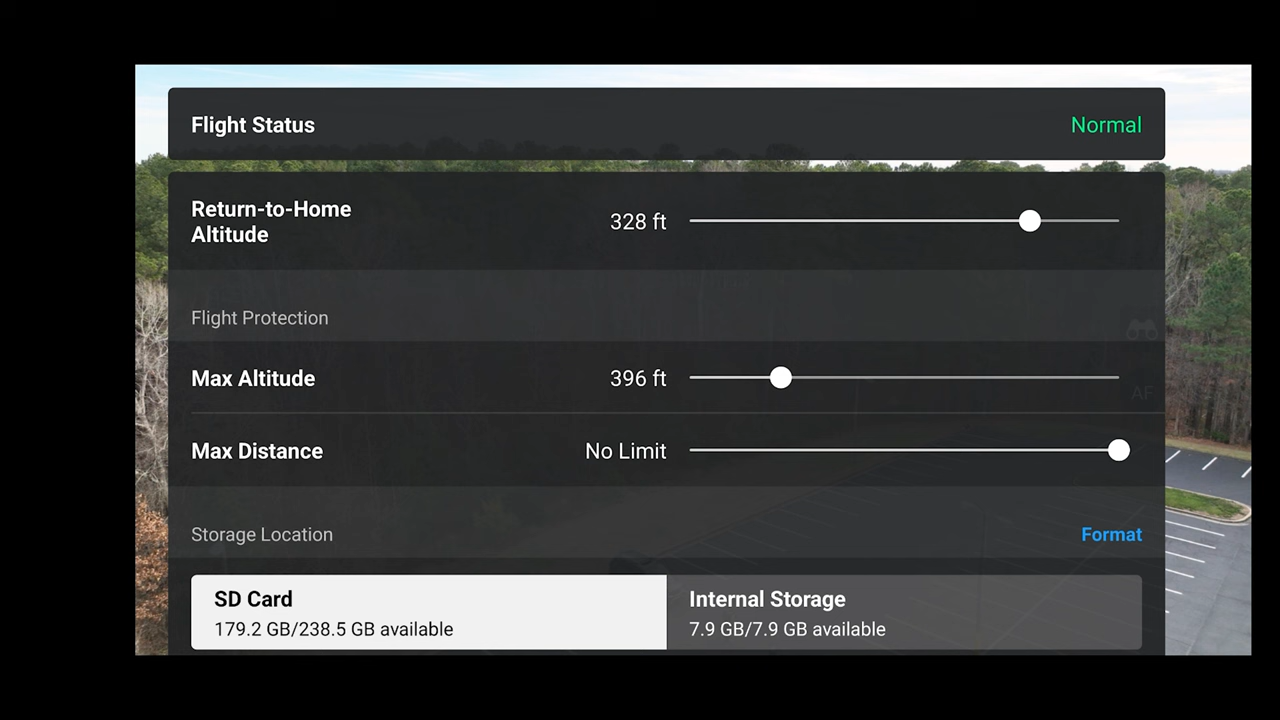 Flight Status
Normal
Return-to-Home
Altitude
328 ft
Flight Protection
Max Altitude
396 ft
AF
Max Distance
No Limit
Storage Location
Format
SD Card
179.2 GB/238.5 GB available
Internal Storage
7.9 GB/7.9 GB available